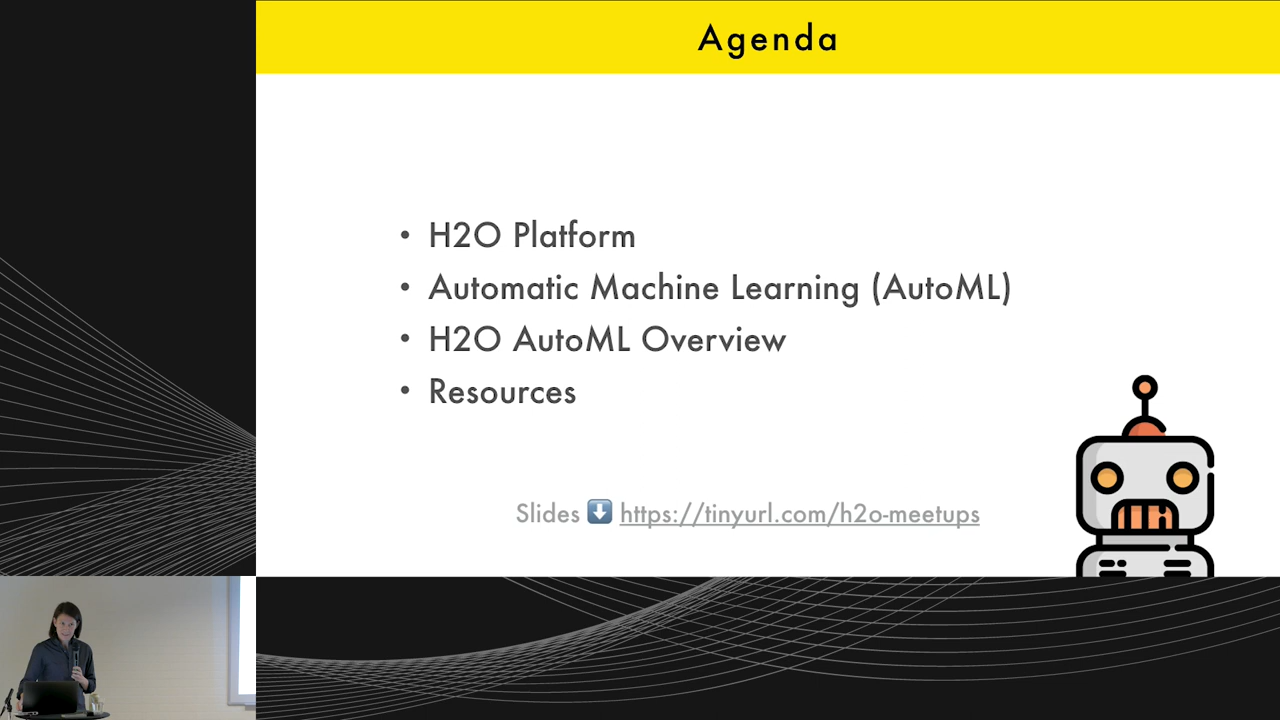 Agenda
• H2O Platform
• Automatic Machine Learning (AutoML)
• H2O AutoML Overview
• Resources
Slides ⬇️ https://tinyurl.com/h2o-meetups